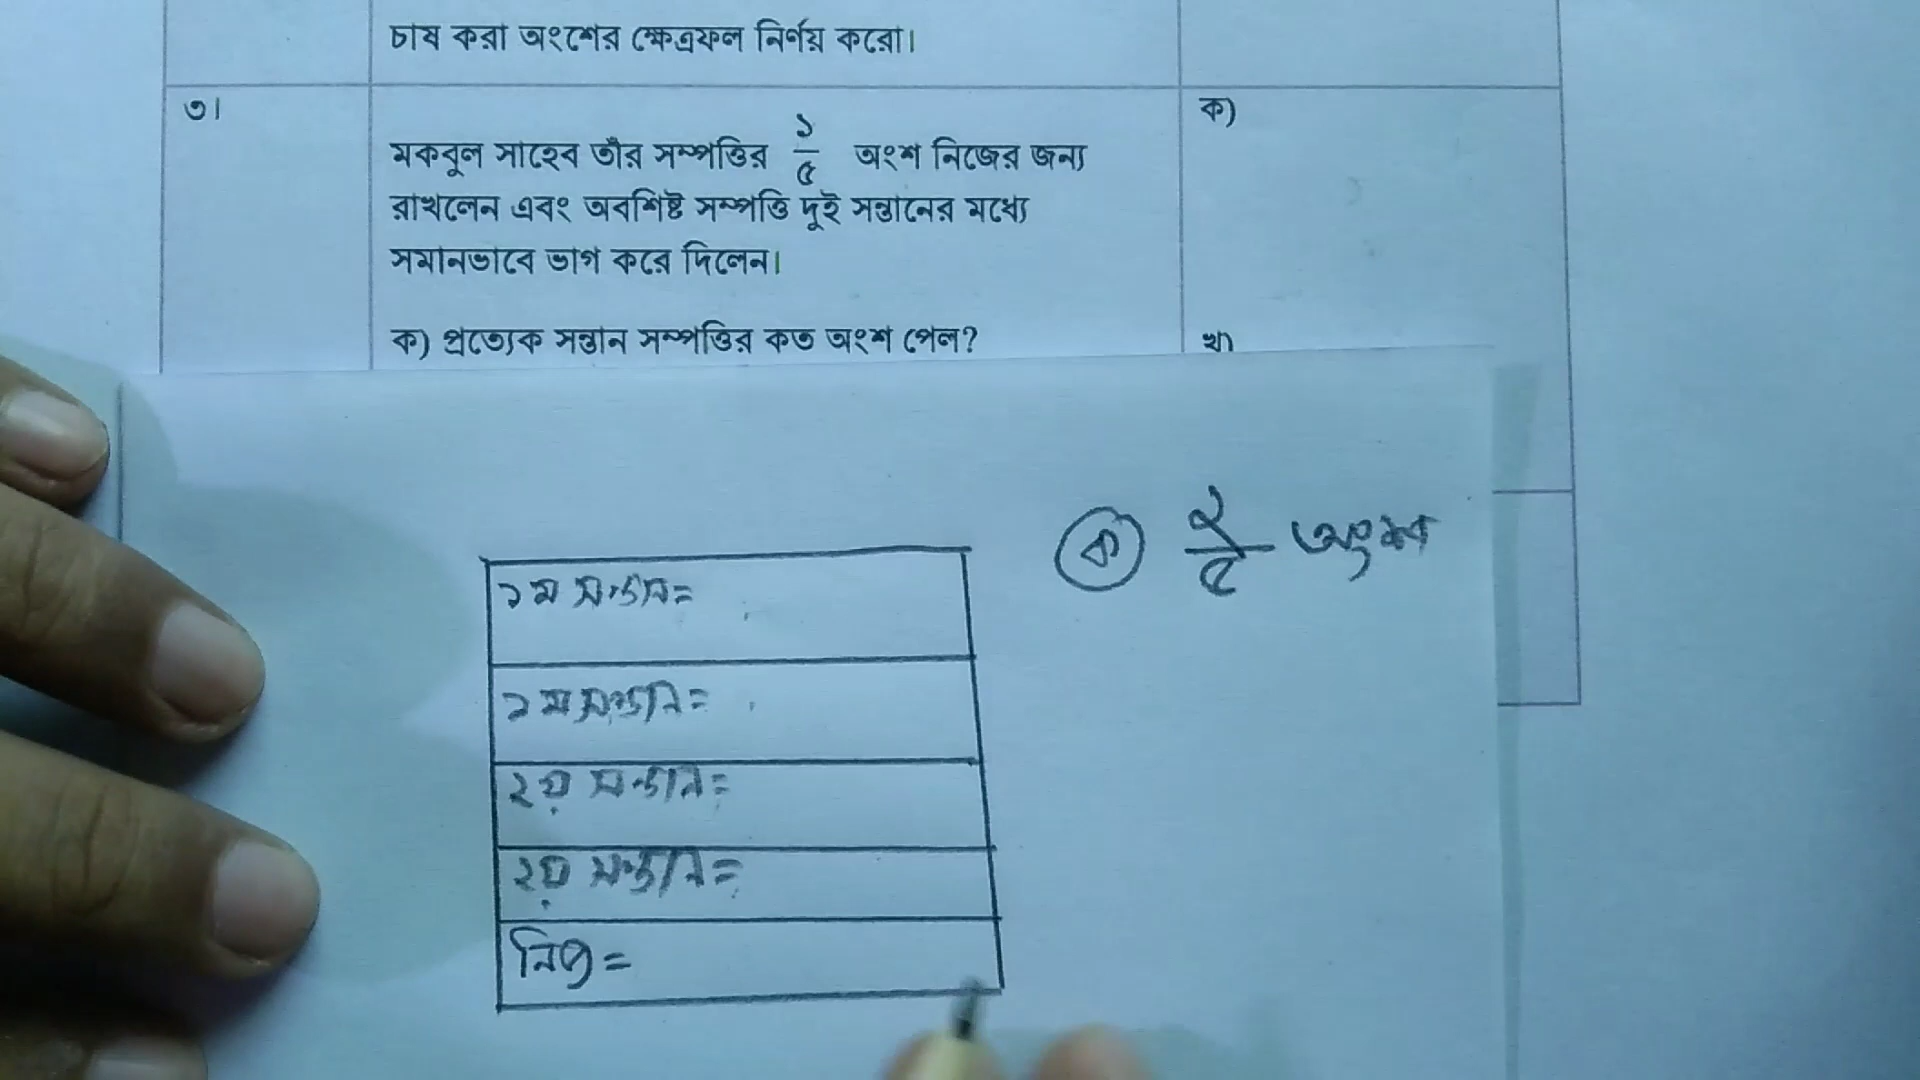 চাষ করা অংশের ক্ষেত্রফল নির্ণয় করো।
৩।
মকবুল সাহেব তাঁর সম্পত্তির ১/৫ অংশ নিজের জন্য
রাখলেন এবং অবশিষ্ট সম্পত্তি দুই সন্তানের মধ্যে
সমানভাবে ভাগ করে দিলেন।
ক)
ক) প্রত্যেক সন্তান সম্পত্তির কত অংশ পেল?
খ)
১ম সন্তান=
১ম সন্তান=
২য় সন্তান=
২য় সন্তান=
নিজ=
ক ২/৫ অংশ